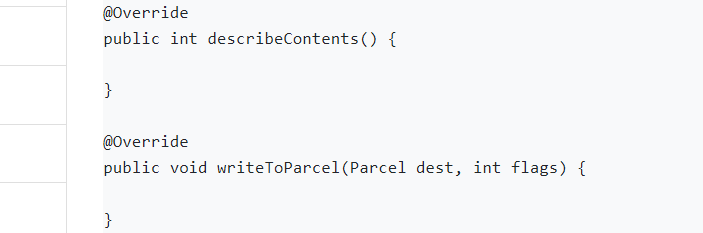 @Override
public int describeContents() {
}
@Override
public void writeToParcel(Parcel dest, int flags) {
}